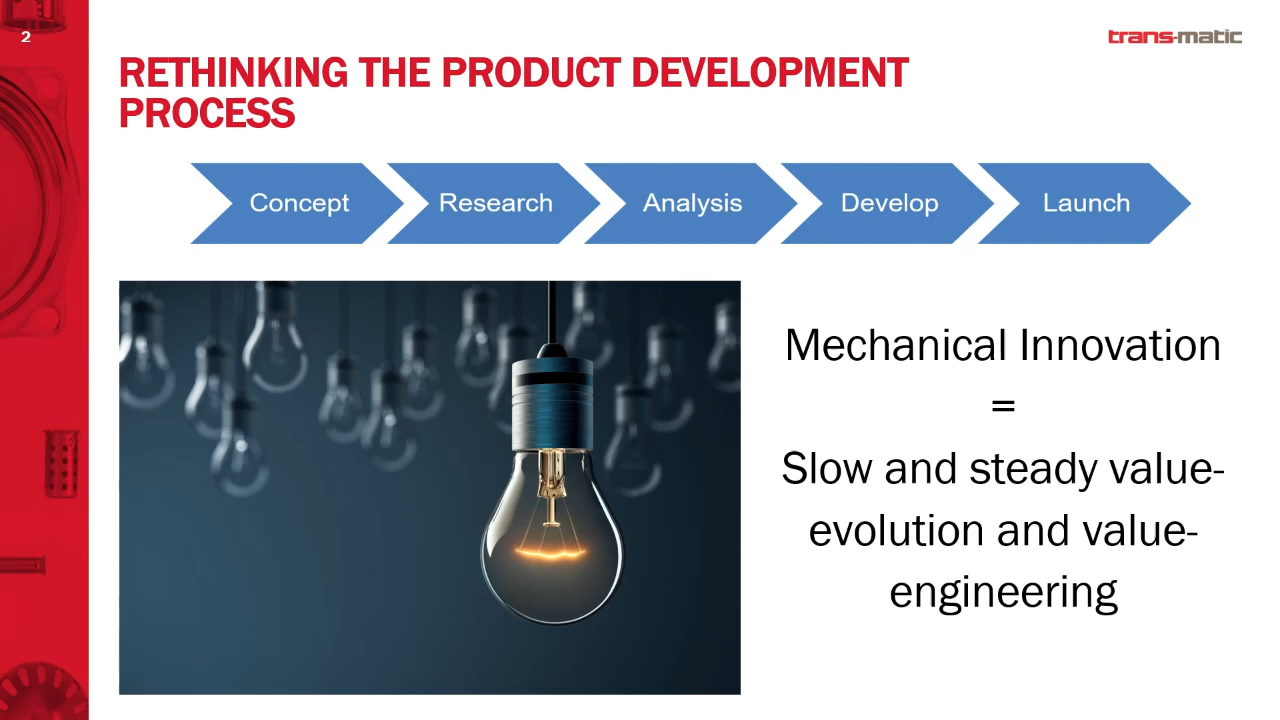 2
trans-matic
RETHINKING THE PRODUCT DEVELOPMENT
PROCESS
Concept
Research
Analysis
Develop
Launch
Mechanical Innovation
=
Slow and steady value-
evolution and value-
engineering